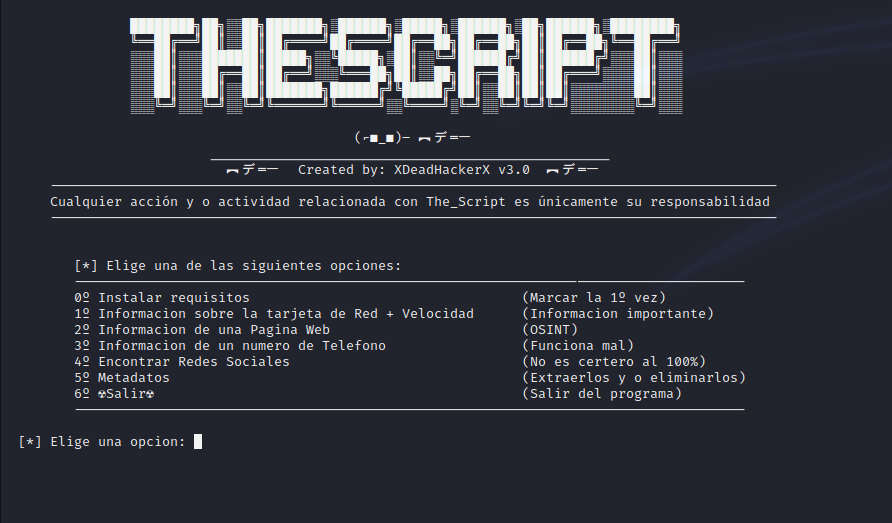 THE SCRIPT
(⌐■_■)– ︻デ═一
︻デ═一 Created by: XDeadHackerX v3.0 ︻デ═一
Cualquier acción y o actividad relacionada con The_Script es únicamente su responsabilidad
[*] Elige una de las siguientes opciones:
0º Instalar requisitos (Marcar la 1º vez)
1º Informacion sobre la tarjeta de Red + Velocidad (Informacion importante)
2º Informacion de una Pagina Web (OSINT)
3º Informacion de un numero de Telefono (Funciona mal)
4º Encontrar Redes Sociales (No es certero al 100%)
5º Metadatos (Extraerlos y o eliminarlos)
6º ☢Salir☢ (Salir del programa)
[*] Elige una opcion: